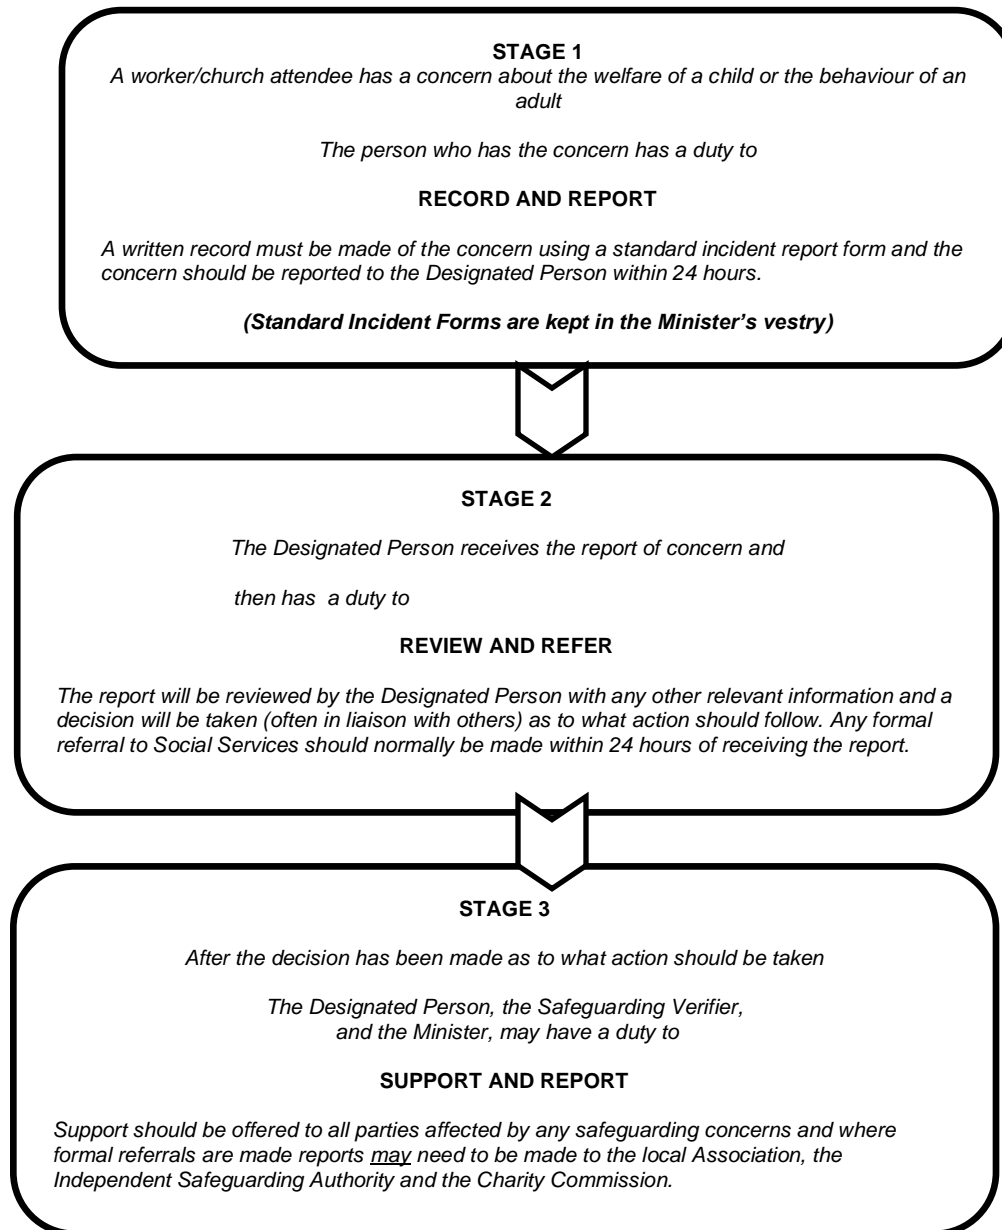 STAGE 1
A worker/church attendee has a concern about the welfare of a child or the behaviour of an
adult
The person who has the concern has a duty to
RECORD AND REPORT
A written record must be made of the concern using a standard incident report form and the
concern should be reported to the Designated Person within 24 hours.
(Standard Incident Forms are kept in the Minister’s vestry)
STAGE 2
The Designated Person receives the report of concern and
then has  a duty to
REVIEW AND REFER
The report will be reviewed by the Designated Person with any other relevant information and a
decision will be taken (often in liaison with others) as to what action should follow. Any formal
referral to Social Services should normally be made within 24 hours of receiving the report.
STAGE 3
After the decision has been made as to what action should be taken
The Designated Person, the Safeguarding Verifier,
and the Minister, may have a duty to
SUPPORT AND REPORT
Support should be offered to all parties affected by any safeguarding concerns and where
formal referrals are made reports may need to be made to the local Association, the
Independent Safeguarding Authority and the Charity Commission.